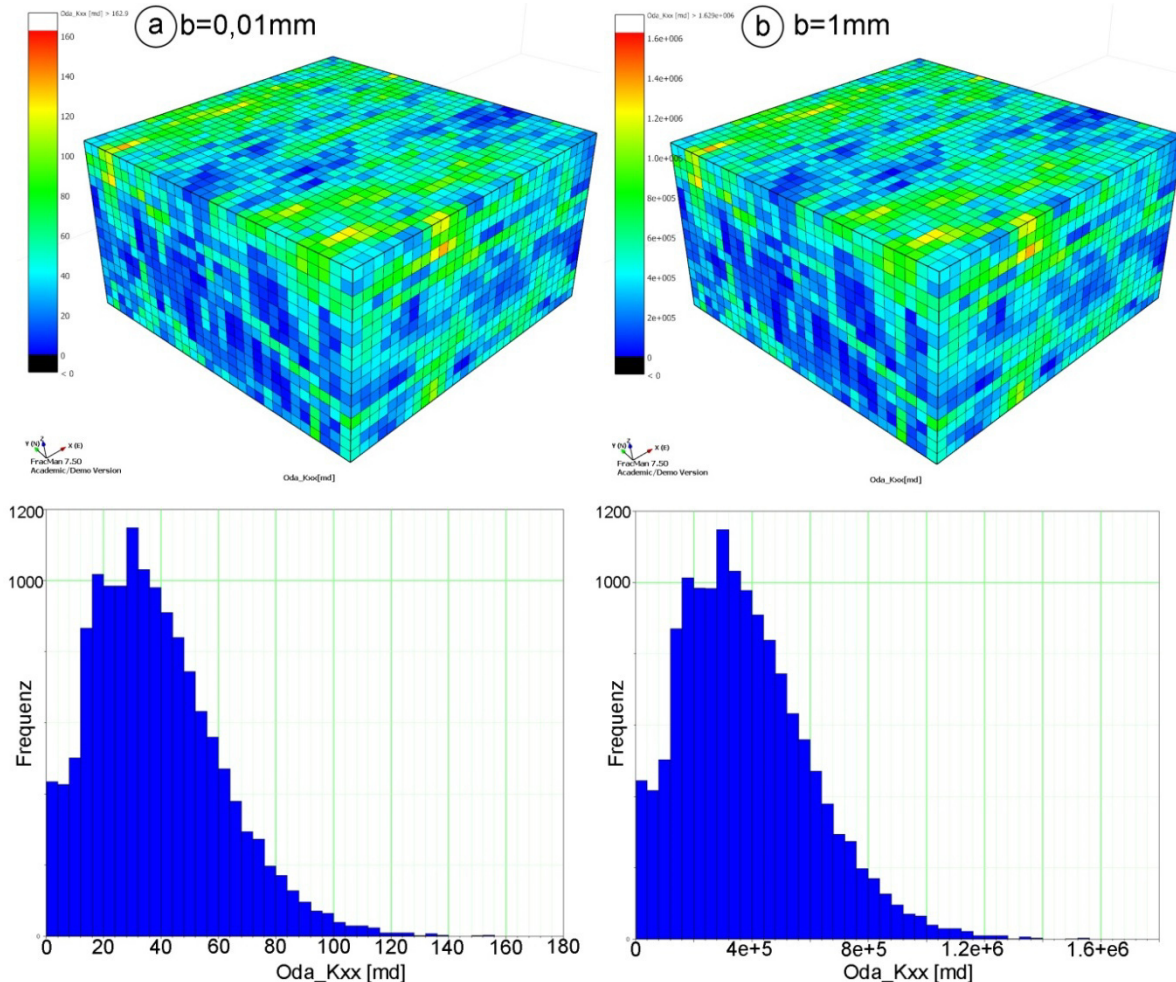 a b=0,01mm
Oda_Kxx [md] > 162.9
160
140
120
100
80
60
40
20
0
< 0
Y (N) Z X (E)
FracMan 7.50
Academic/Demo Version
Oda_Kxx[md]
b b=1mm
Oda_Kxx [md] > 1.629e+006
1.6e+006
1.4e+006
1.2e+006
1.0e+006
8e+005
6e+005
4e+005
2e+005
0
< 0
Y (N) Z X (E)
FracMan 7.50
Academic/Demo Version
Oda_Kxx[md]
1200
1000
0
Frequenz
0 20 40 60 80 100 120 140 160 180
Oda_Kxx [md]
1200
1000
0
Frequenz
0 4e+5 8e+5 1.2+e6 1.6+e6
Oda_Kxx [md]